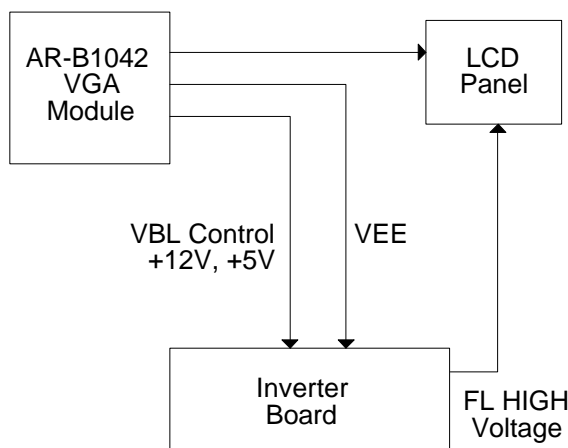 AR-B1042
VGA
Module
LCD
Panel
VBL Control
+12V, +5V
VEE
Inverter
Board
FL HIGH
Voltage